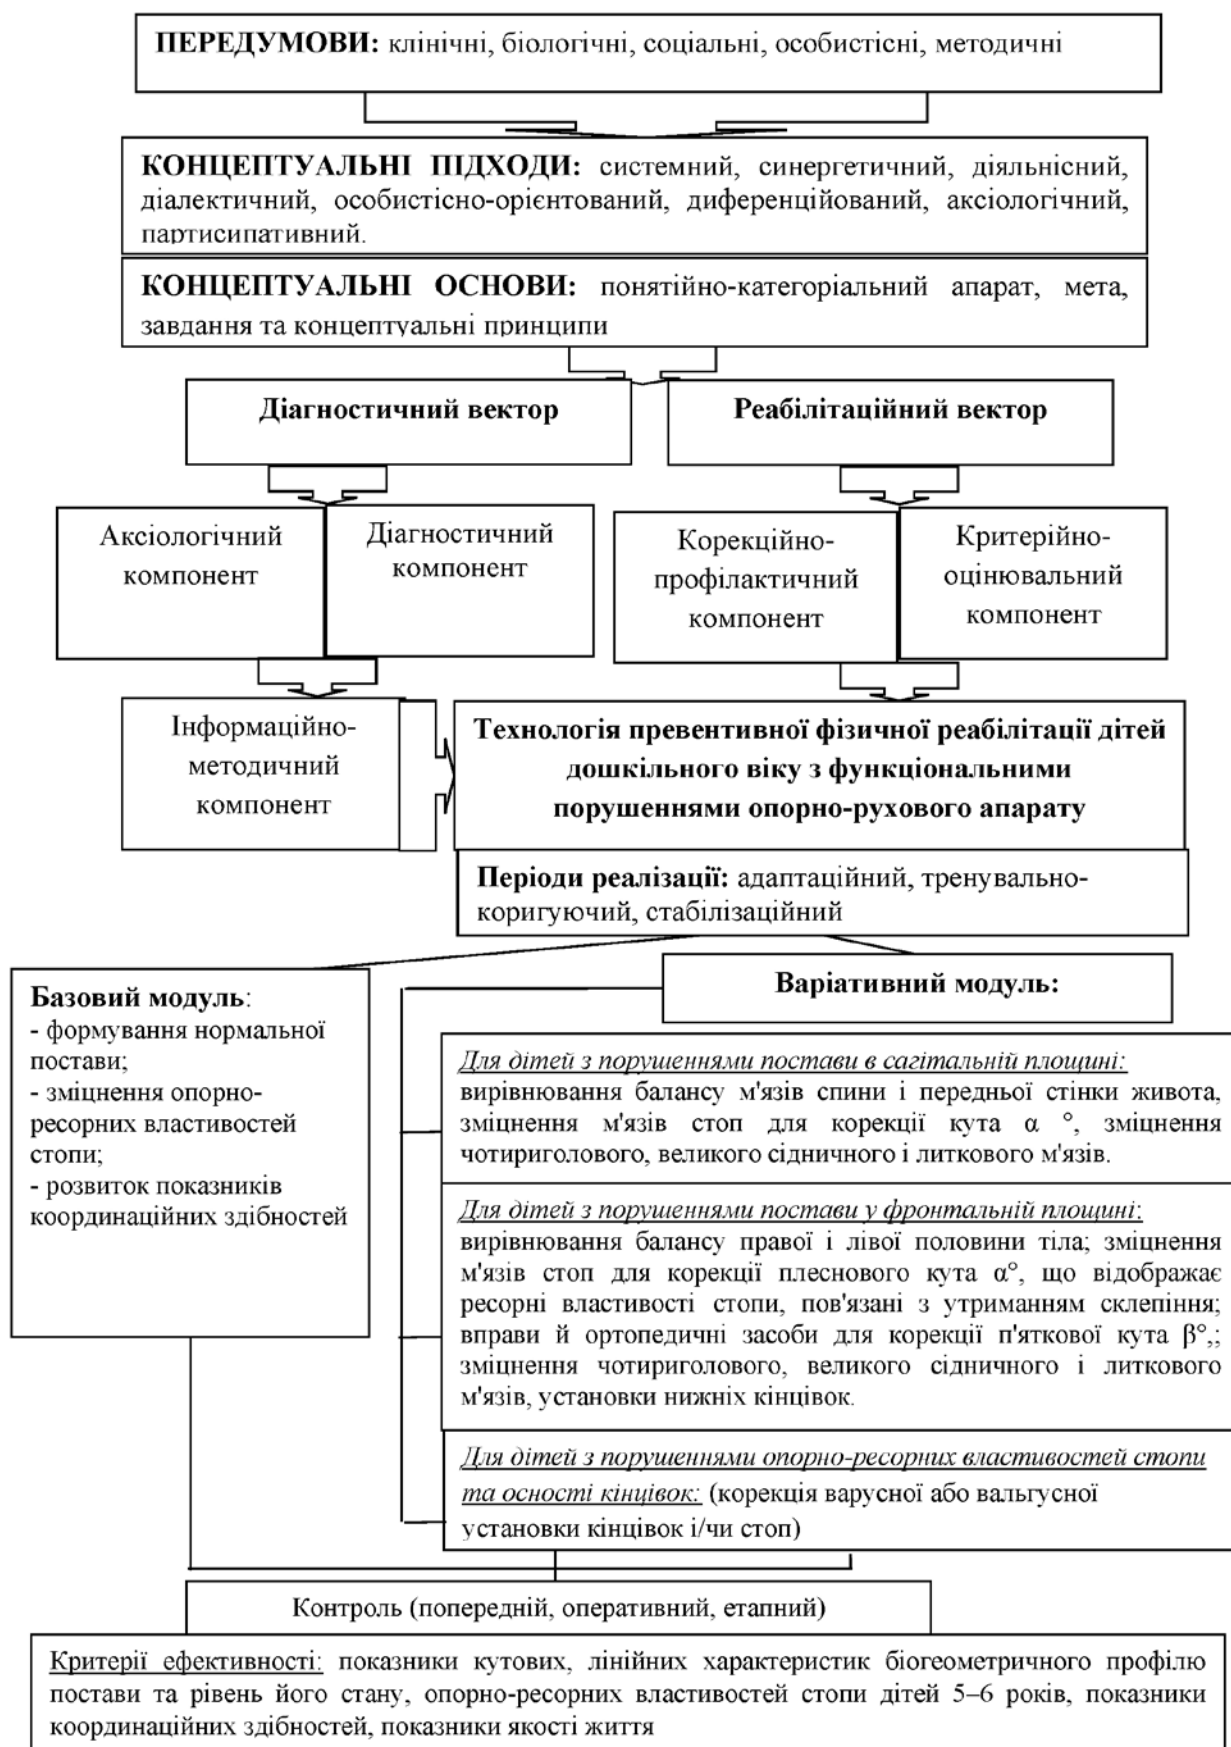 ПЕРЕДУМОВИ: клінічні, біологічні, соціальні, особистісні, методичні
КОНЦЕПТУАЛЬНІ ПІДХОДИ: системний, синергетичний, діяльнісний,
діалектичний, особистісно-орієнтований, диференційований, аксіологічний,
партисипативний.
КОНЦЕПТУАЛЬНІ ОСНОВИ: понятійно-категоріальний апарат, мета,
завдання та концептуальні принципи
Діагностичний вектор
Реабілітаційний вектор
Аксіологічний
компонент
Діагностичний
компонент
Корекційно-
профілактичний
компонент
Критерійно-
оцінювальний
компонент
Інформаційно-
методичний
компонент
Технологія превентивної фізичної реабілітації дітей
дошкільного віку з функціональними
порушеннями опорно-рухового апарату
Періоди реалізації: адаптаційний, тренувально-
коригуючий, стабілізаційний
Базовий модуль:
- формування нормальної
постави;
- зміцнення опорно-
ресорних властивостей
стопи;
- розвиток показників
координаційних здібностей
Варіативний модуль:
Для дітей з порушеннями постави в сагітальній площині:
вирівнювання балансу м'язів спини і передньої стінки живота,
зміцнення м'язів стоп для корекції кута α °, зміцнення
чотириголового, великого сідничного і литкового м'язів.
Для дітей з порушеннями постави у фронтальній площині:
вирівнювання балансу правої і лівої половини тіла; зміцнення
м'язів стоп для корекції плеснового кута α°, що відображає
ресорні властивості стопи, пов'язані з утриманням склепіння;
вправи й ортопедичні засоби для корекції п'яткової кута β°,;
зміцнення чотириголового, великого сідничного і литкового
м'язів, установки нижніх кінцівок.
Для дітей з порушеннями опорно-ресорних властивостей стопи
та осності кінцівок: (корекція варусної або вальгусної
установки кінцівок і/чи стоп)
Контроль (попередній, оперативний, етапний)
Критерії ефективності: показники кутових, лінійних характеристик біогеометричного профілю
постави та рівень його стану, опорно-ресорних властивостей стопи дітей 5–6 років, показники
координаційних здібностей, показники якості життя